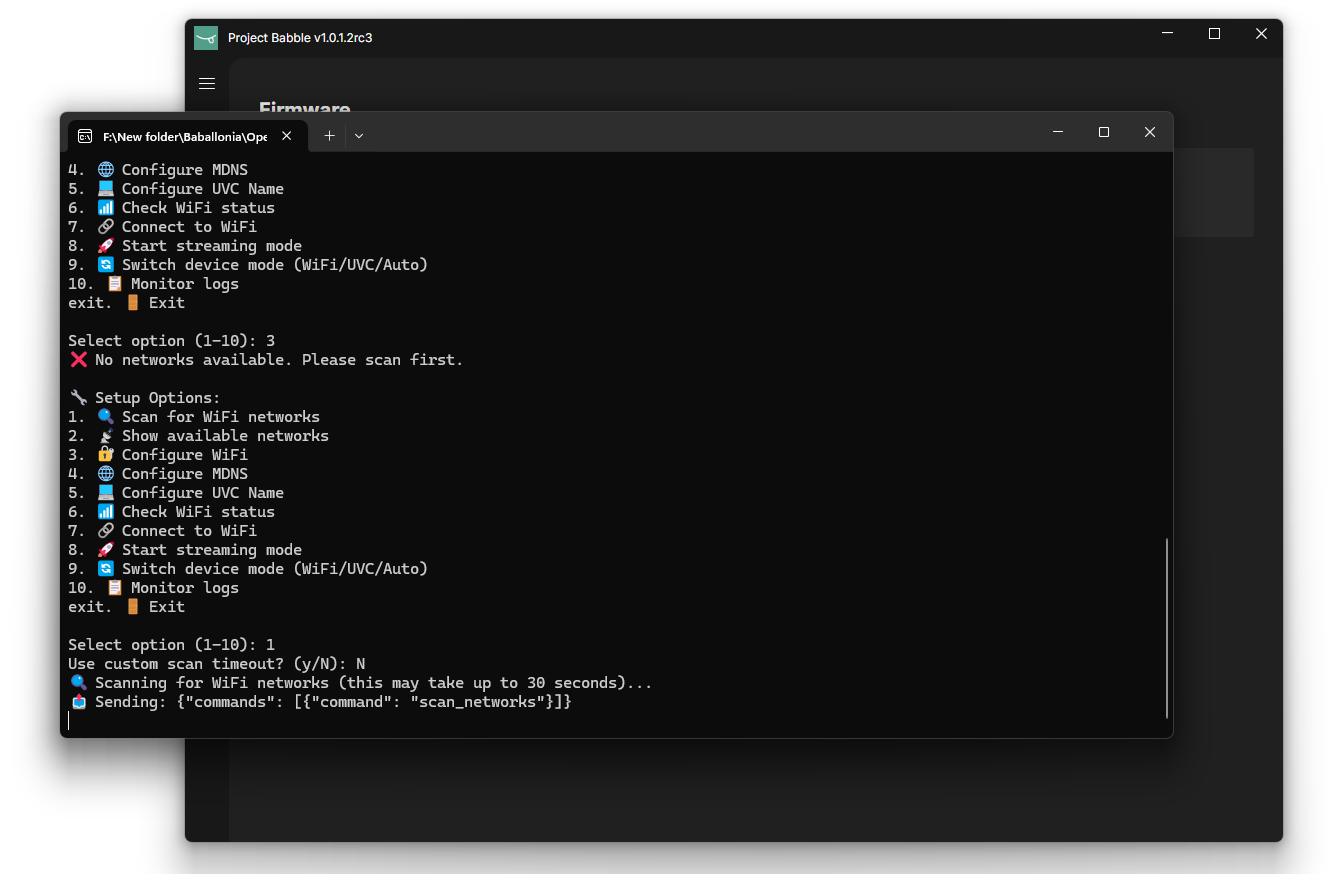 Project Babble v1.0.1.2rc3
Firmware
F:\New folder\Baballonia\Ope
4. 🌐 Configure MDNS
5. 💻 Configure UVC Name
6. 📶 Check WiFi status
7. 🔗 Connect to WiFi
8. 🚀 Start streaming mode
9. 🔄 Switch device mode (WiFi/UVC/Auto)
10. 📋 Monitor logs
exit. 🚪 Exit
Select option (1-10): 3
❌ No networks available. Please scan first.
🔧 Setup Options:
1. 🔍 Scan for WiFi networks
2. 📡 Show available networks
3. 🔐 Configure WiFi
4. 🌐 Configure MDNS
5. 💻 Configure UVC Name
6. 📶 Check WiFi status
7. 🔗 Connect to WiFi
8. 🚀 Start streaming mode
9. 🔄 Switch device mode (WiFi/UVC/Auto)
10. 📋 Monitor logs
exit. 🚪 Exit
Select option (1-10): 1
Use custom scan timeout? (y/N): N
🔍 Scanning for WiFi networks (this may take up to 30 seconds)...
📤 Sending: {"commands": [{"command": "scan_networks"}]}